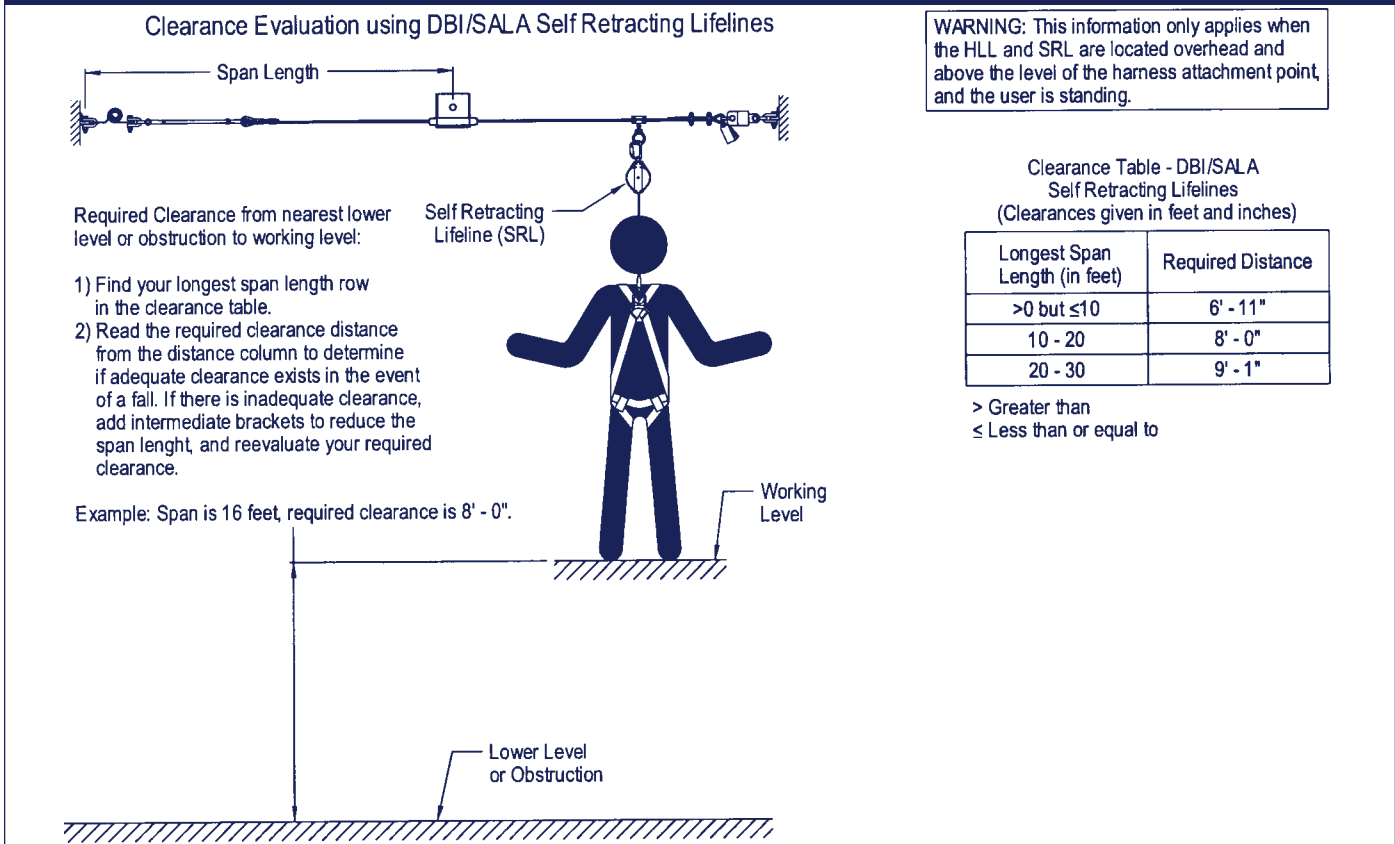 Clearance Evaluation using DBI/SALA Self Retracting Lifelines
Span Length
WARNING: This information only applies when
the HLL and SRL are located overhead and
above the level of the harness attachment point,
and the user is standing.
Required Clearance from nearest lower
level or obstruction to working level:
1) Find your longest span length row
in the clearance table.
2) Read the required clearance distance
from the distance column to determine
if adequate clearance exists in the event
of a fall. If there is inadequate clearance,
add intermediate brackets to reduce the
span lenght, and reevaluate your required
clearance.
Example: Span is 16 feet, required clearance is 8' - 0".
Self Retracting
Lifeline (SRL)
Working
Level
Lower Level
or Obstruction
Clearance Table - DBI/SALA
Self Retracting Lifelines
(Clearances given in feet and inches)
Longest Span
Length (in feet)
Required Distance
>0 but ≤10
6' - 11"
10 - 20
8' - 0"
20 - 30
9' - 1"
> Greater than
≤ Less than or equal to